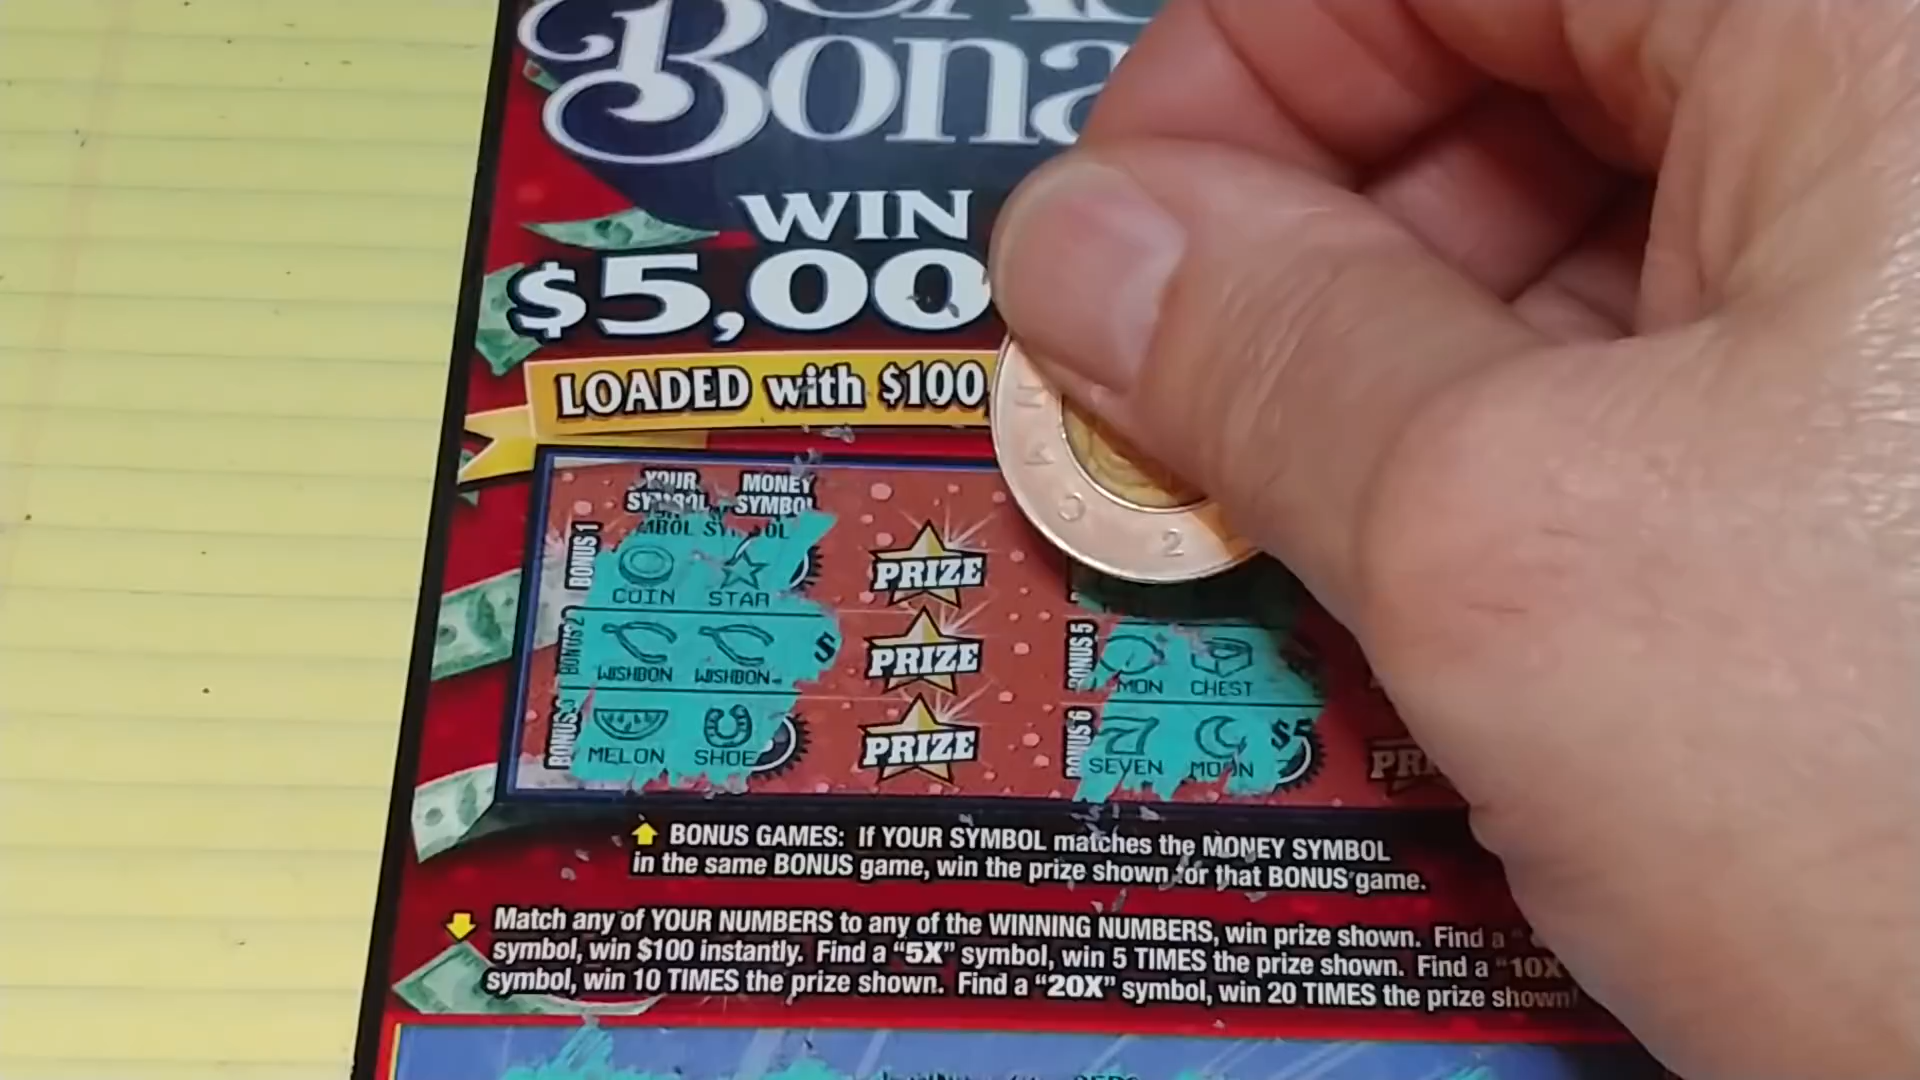 Bona
WIN
$5,00
LOADED with $100
YOUR SYMBOL MONEY SYMBOL
BONUS 1 COIN STAR PRIZE
BONUS 2 WISHBON WISHBON $ PRIZE
BONUS 3 MELON SHOE PRIZE
BONUS 5 MON CHEST
BONUS 6 SEVEN MOON $5 PRI
BONUS GAMES: If YOUR SYMBOL matches the MONEY SYMBOL
in the same BONUS game, win the prize shown for that BONUS game.
Match any of YOUR NUMBERS to any of the WINNING NUMBERS, win prize shown. Find a "
symbol, win $100 instantly. Find a "5X" symbol, win 5 TIMES the prize shown. Find a "10X
symbol, win 10 TIMES the prize shown. Find a "20X" symbol, win 20 TIMES the prize shown!